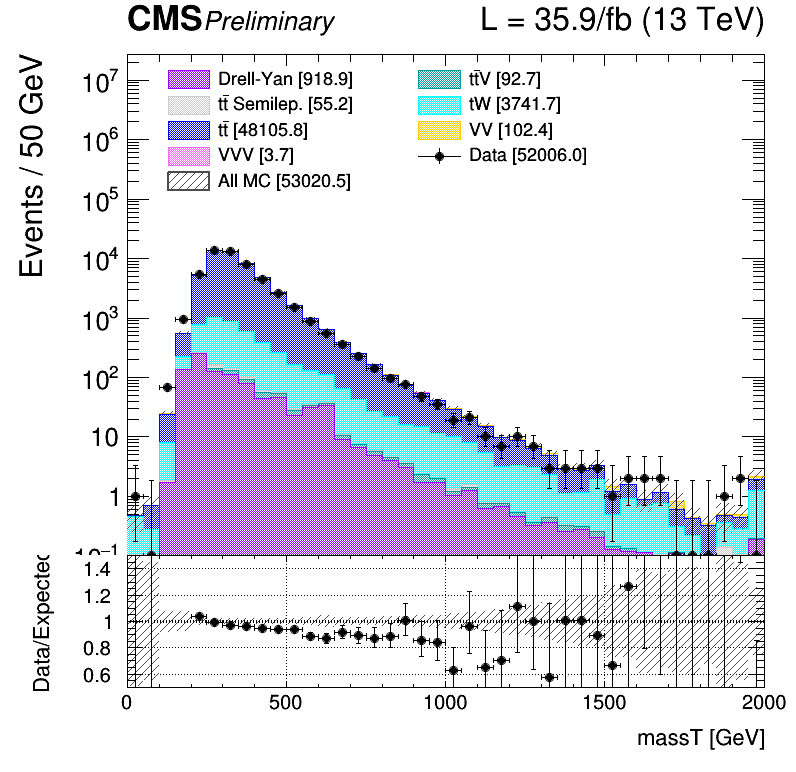 CMS Preliminary L = 35.9/fb (13 TeV)
Events / 50 GeV
Drell-Yan [918.9]
tt̄V [92.7]
tt̄ Semilep. [55.2]
tW [3741.7]
tt̄ [48105.8]
VV [102.4]
VVV [3.7]
Data [52006.0]
All MC [53020.5]
10⁷
10⁶
10⁵
10⁴
10³
10²
10
1
10⁻¹
Data/Expected
1.4
1.2
1
0.8
0.6
0 500 1000 1500 2000
massT [GeV]